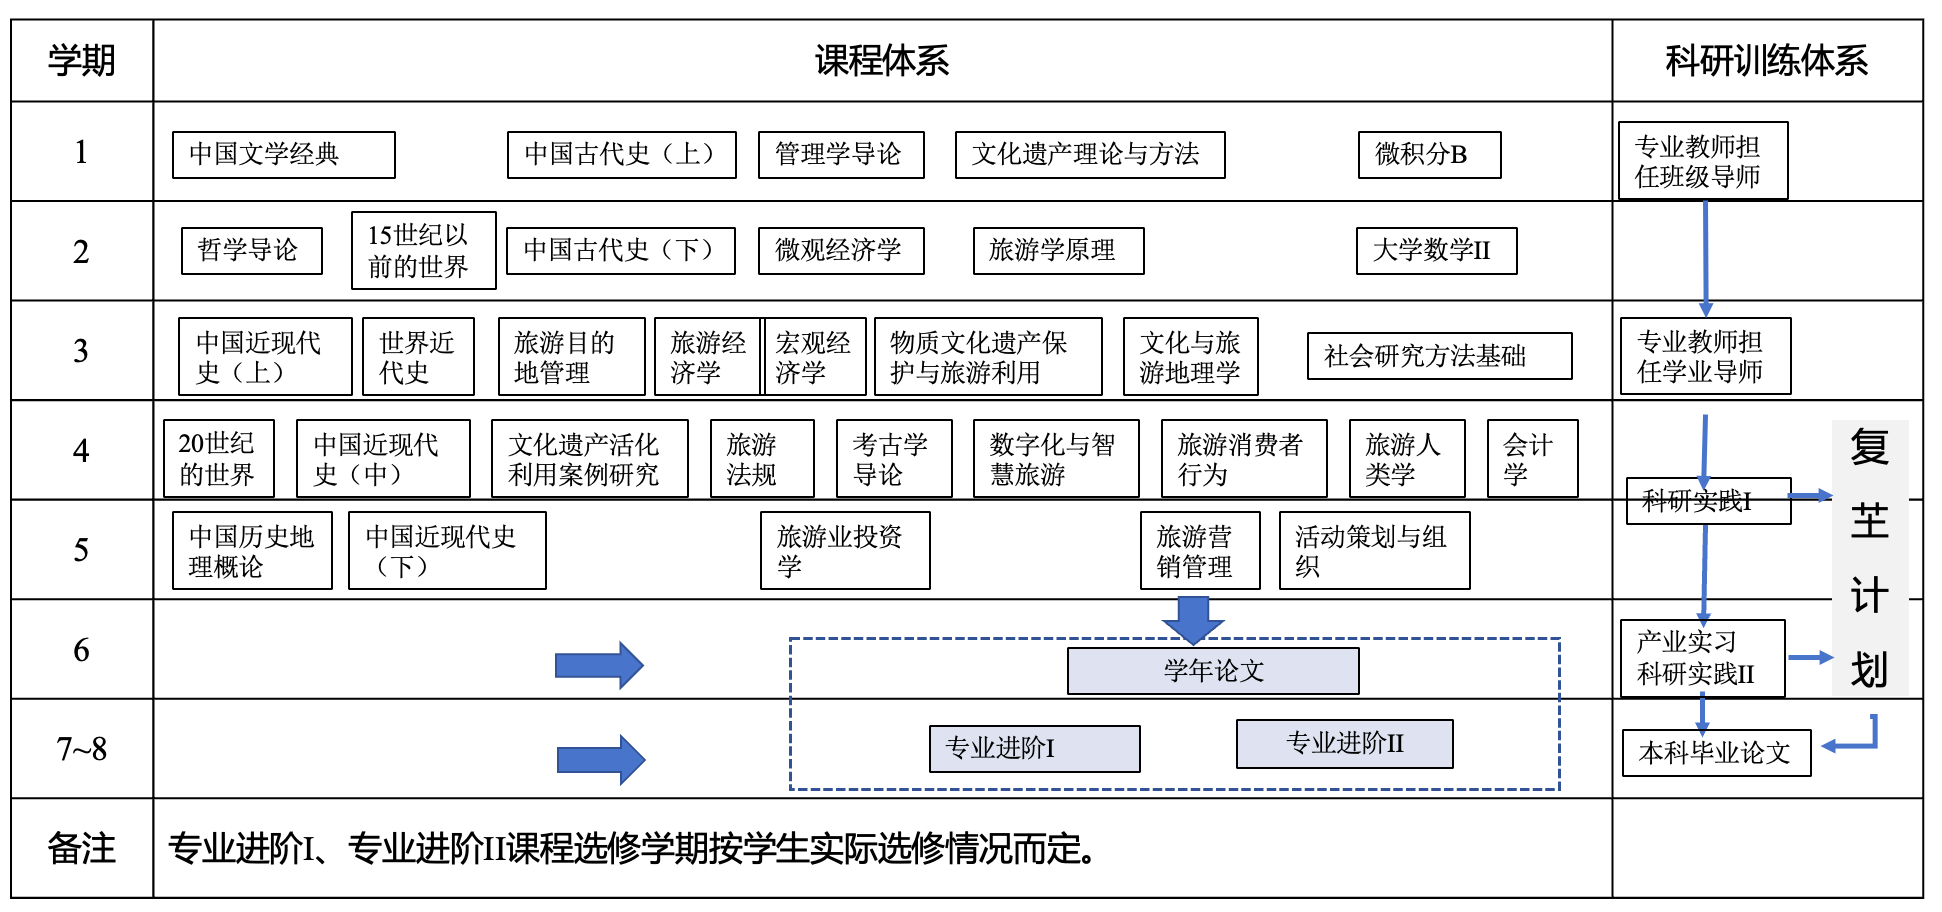 学期
课程体系
科研训练体系
1
中国文学经典
中国古代史（上）
管理学导论
文化遗产理论与方法
微积分B
专业教师担
任班级导师
2
哲学导论
15世纪以
前的世界
中国古代史（下）
微观经济学
旅游学原理
大学数学II
3
中国近现代
史（上）
世界近
代史
旅游目的
地管理
旅游经
济学
宏观经
济学
物质文化遗产保
护与旅游利用
文化与旅
游地理学
社会研究方法基础
专业教师担
任学业导师
4
20世纪
的世界
中国近现代
史（中）
文化遗产活化
利用案例研究
旅游
法规
考古学
导论
数字化与智
慧旅游
旅游消费者
行为
旅游人
类学
会计
学
科研实践I
复
芏
计
划
5
中国历史地
理概论
中国近现代史
（下）
旅游业投资
学
旅游营
销管理
活动策划与组
织
6
学年论文
产业实习
科研实践II
7~8
专业进阶I
专业进阶II
本科毕业论文
备注
专业进阶I、专业进阶II课程选修学期按学生实际选修情况而定。